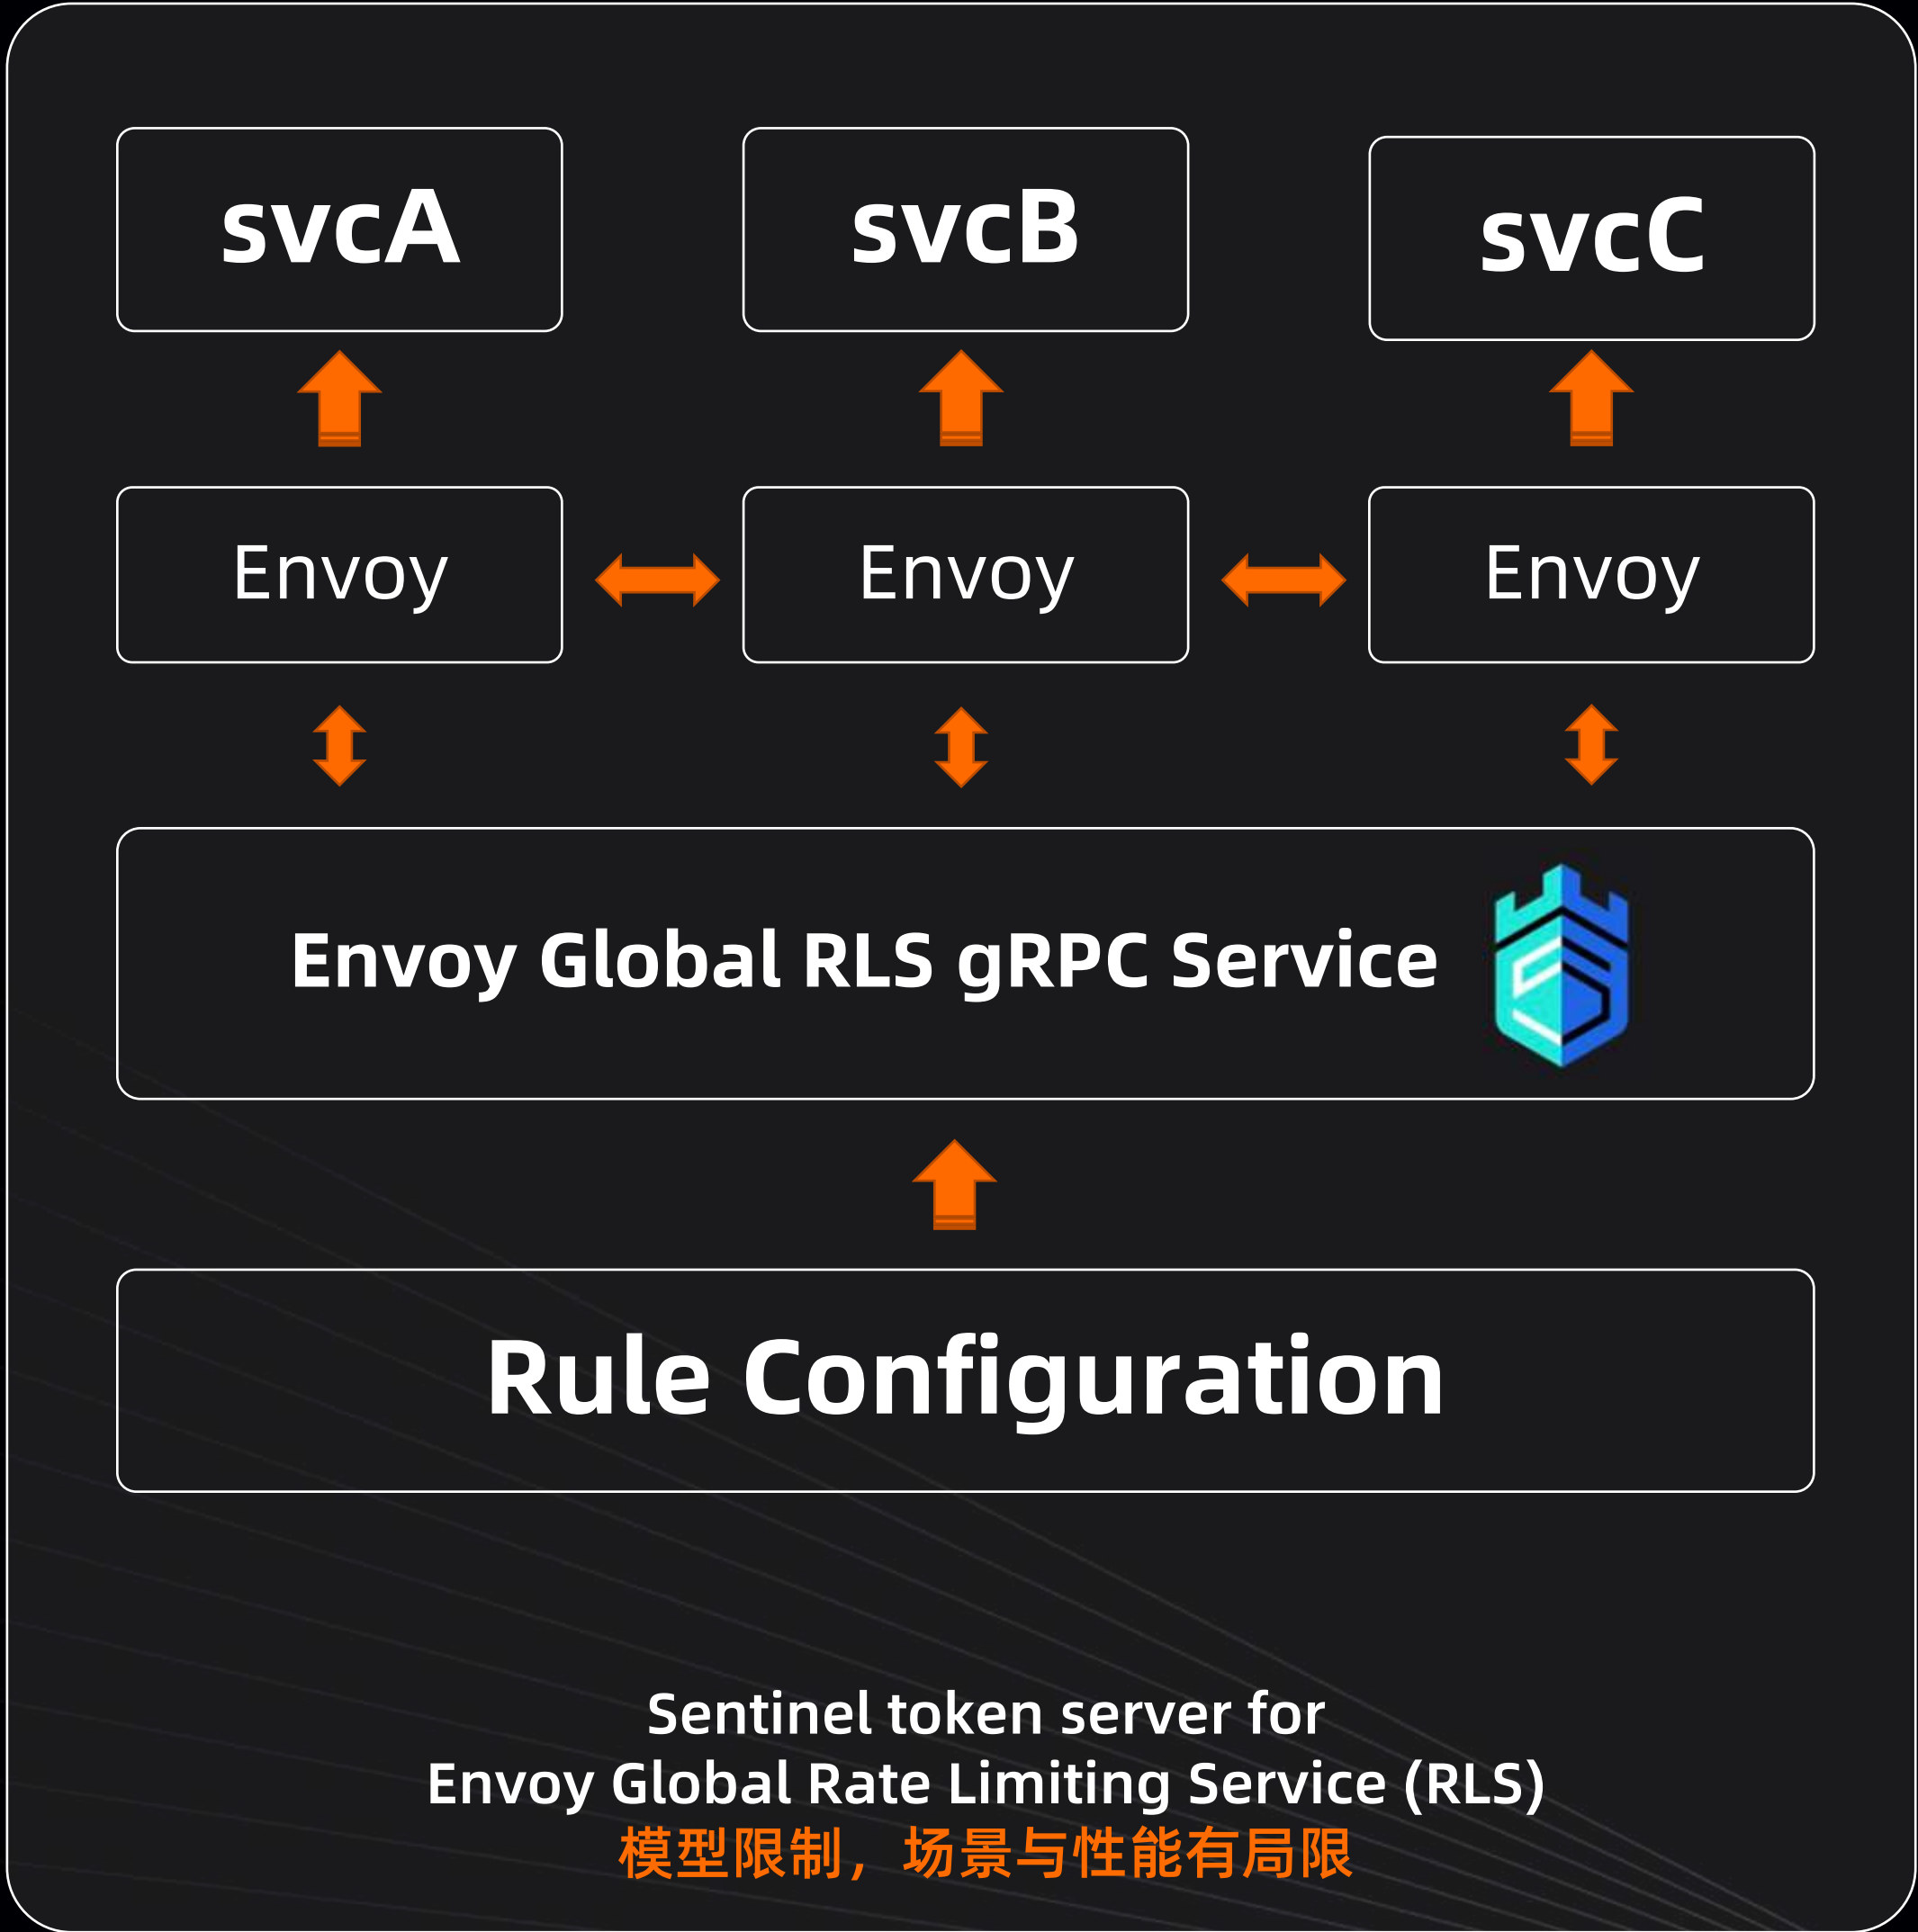 svcA
svcB
svcC
Envoy
Envoy
Envoy
Envoy Global RLS gRPC Service
Rule Configuration
Sentinel token server for
Envoy Global Rate Limiting Service (RLS)
模型限制，场景与性能有局限